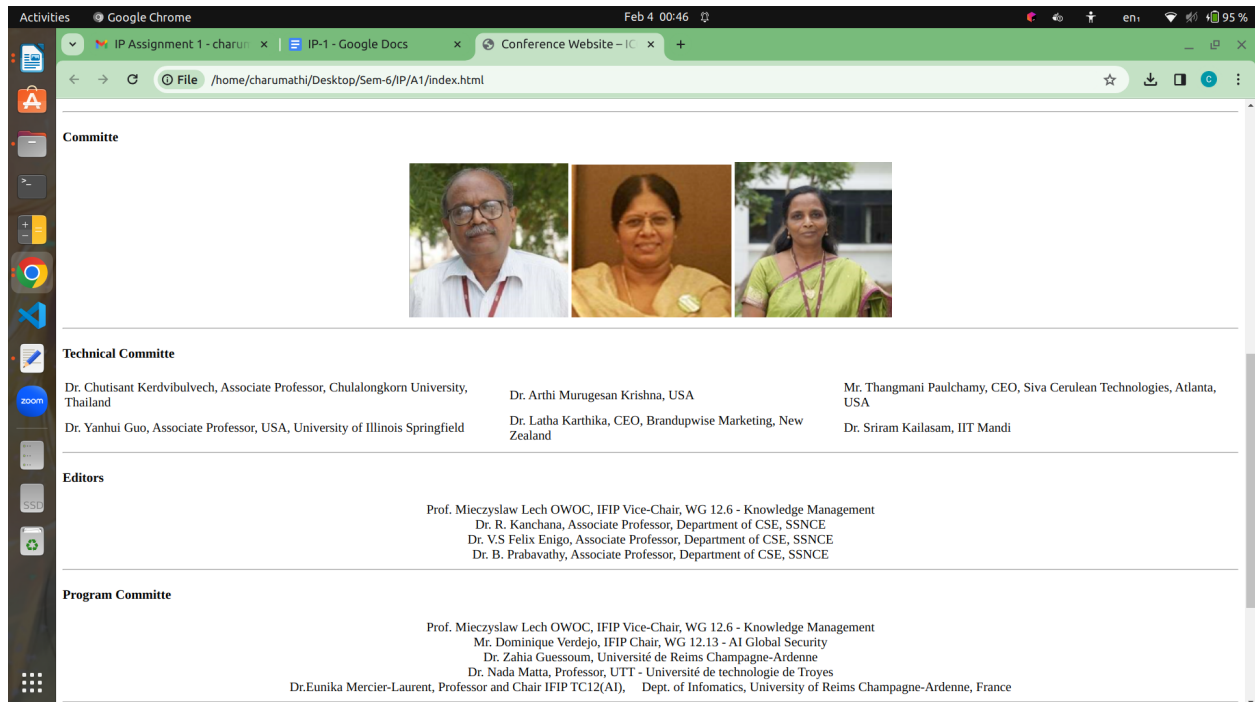 Activities Google Chrome Feb 4 00:46 en₁ 95 %
IP Assignment 1 - charum IP-1 - Google Docs Conference Website – IC
File /home/charumathi/Desktop/Sem-6/IP/A1/index.html C
Committe
Technical Committe
Dr. Chutisant Kerdvibulvech, Associate Professor, Chulalongkorn University,
Thailand
Dr. Arthi Murugesan Krishna, USA
Mr. Thangmani Paulchamy, CEO, Siva Cerulean Technologies, Atlanta,
USA
Dr. Yanhui Guo, Associate Professor, USA, University of Illinois Springfield
Dr. Latha Karthika, CEO, Brandupwise Marketing, New
Zealand
Dr. Sriram Kailasam, IIT Mandi
Editors
Prof. Mieczyslaw Lech OWOC, IFIP Vice-Chair, WG 12.6 - Knowledge Management
Dr. R. Kanchana, Associate Professor, Department of CSE, SSNCE
Dr. V.S Felix Enigo, Associate Professor, Department of CSE, SSNCE
Dr. B. Prabavathy, Associate Professor, Department of CSE, SSNCE
Program Committe
Prof. Mieczyslaw Lech OWOC, IFIP Vice-Chair, WG 12.6 - Knowledge Management
Mr. Dominique Verdejo, IFIP Chair, WG 12.13 - AI Global Security
Dr. Zahia Guessoum, Université de Reims Champagne-Ardenne
Dr. Nada Matta, Professor, UTT - Université de technologie de Troyes
Dr.Eunika Mercier-Laurent, Professor and Chair IFIP TC12(AI), Dept. of Infomatics, University of Reims Champagne-Ardenne, France
zoom
SSD